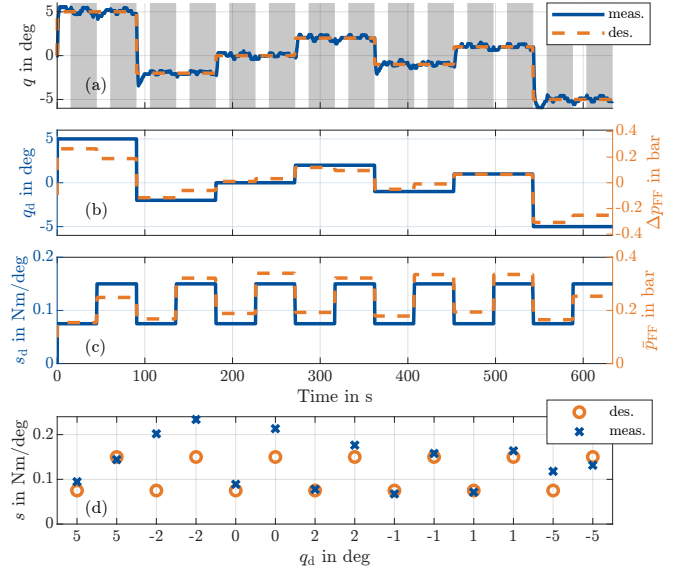 5
0
-5
q in deg
(a)
meas.
des.
5
0
-5
q_d in deg
(b)
0.4
0.2
0
-0.2
-0.4
Δp_FF in bar
0.2
0.1
0
s_d in Nm/deg
(c)
0.4
0.3
0.2
0.1
0
p̄_FF in bar
0 100 200 300 400 500 600
Time in s
des.
meas.
0.2
0.1
0
s in Nm/deg
(d)
5 5 -2 -2 0 0 2 2 -1 -1 1 1 -5 -5
q_d in deg